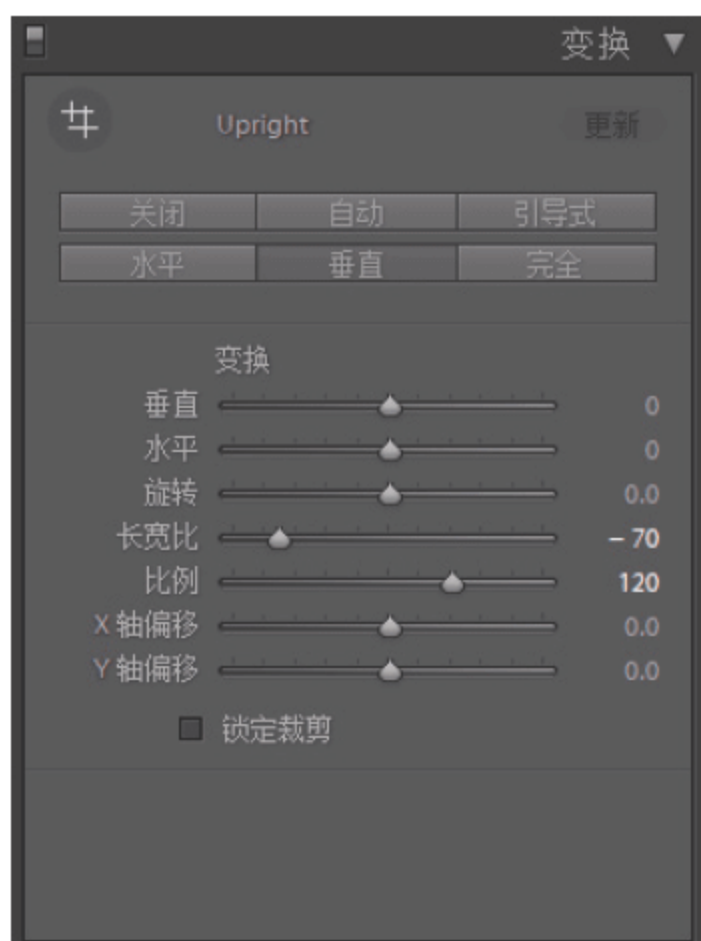 变换
Upright 更新
关闭 自动 引导式
水平 垂直 完全
变换
垂直 0
水平 0
旋转 0.0
长宽比 – 70
比例 120
X 轴偏移 0.0
Y 轴偏移 0.0
锁定裁剪